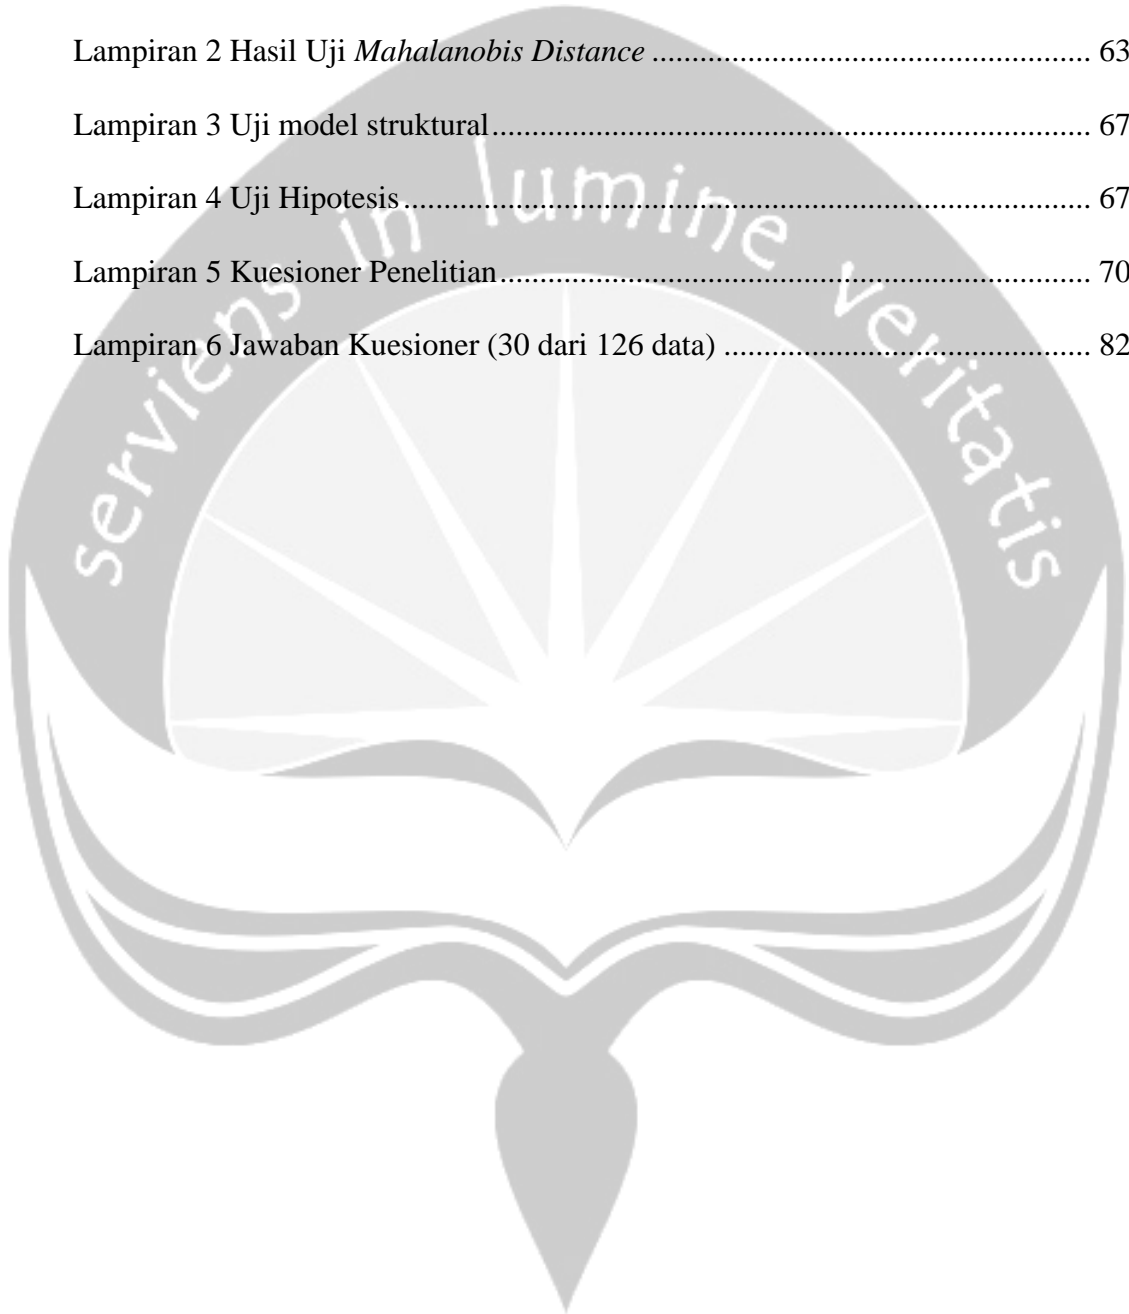 Lampiran 2 Hasil Uji Mahalanobis Distance ..................................................... 63
Lampiran 3 Uji model struktural......................................................................... 67
Lampiran 4 Uji Hipotesis.................................................................................... 67
Lampiran 5 Kuesioner Penelitian........................................................................ 70
Lampiran 6 Jawaban Kuesioner (30 dari 126 data) ............................................ 82
serviens in lumine veritatis